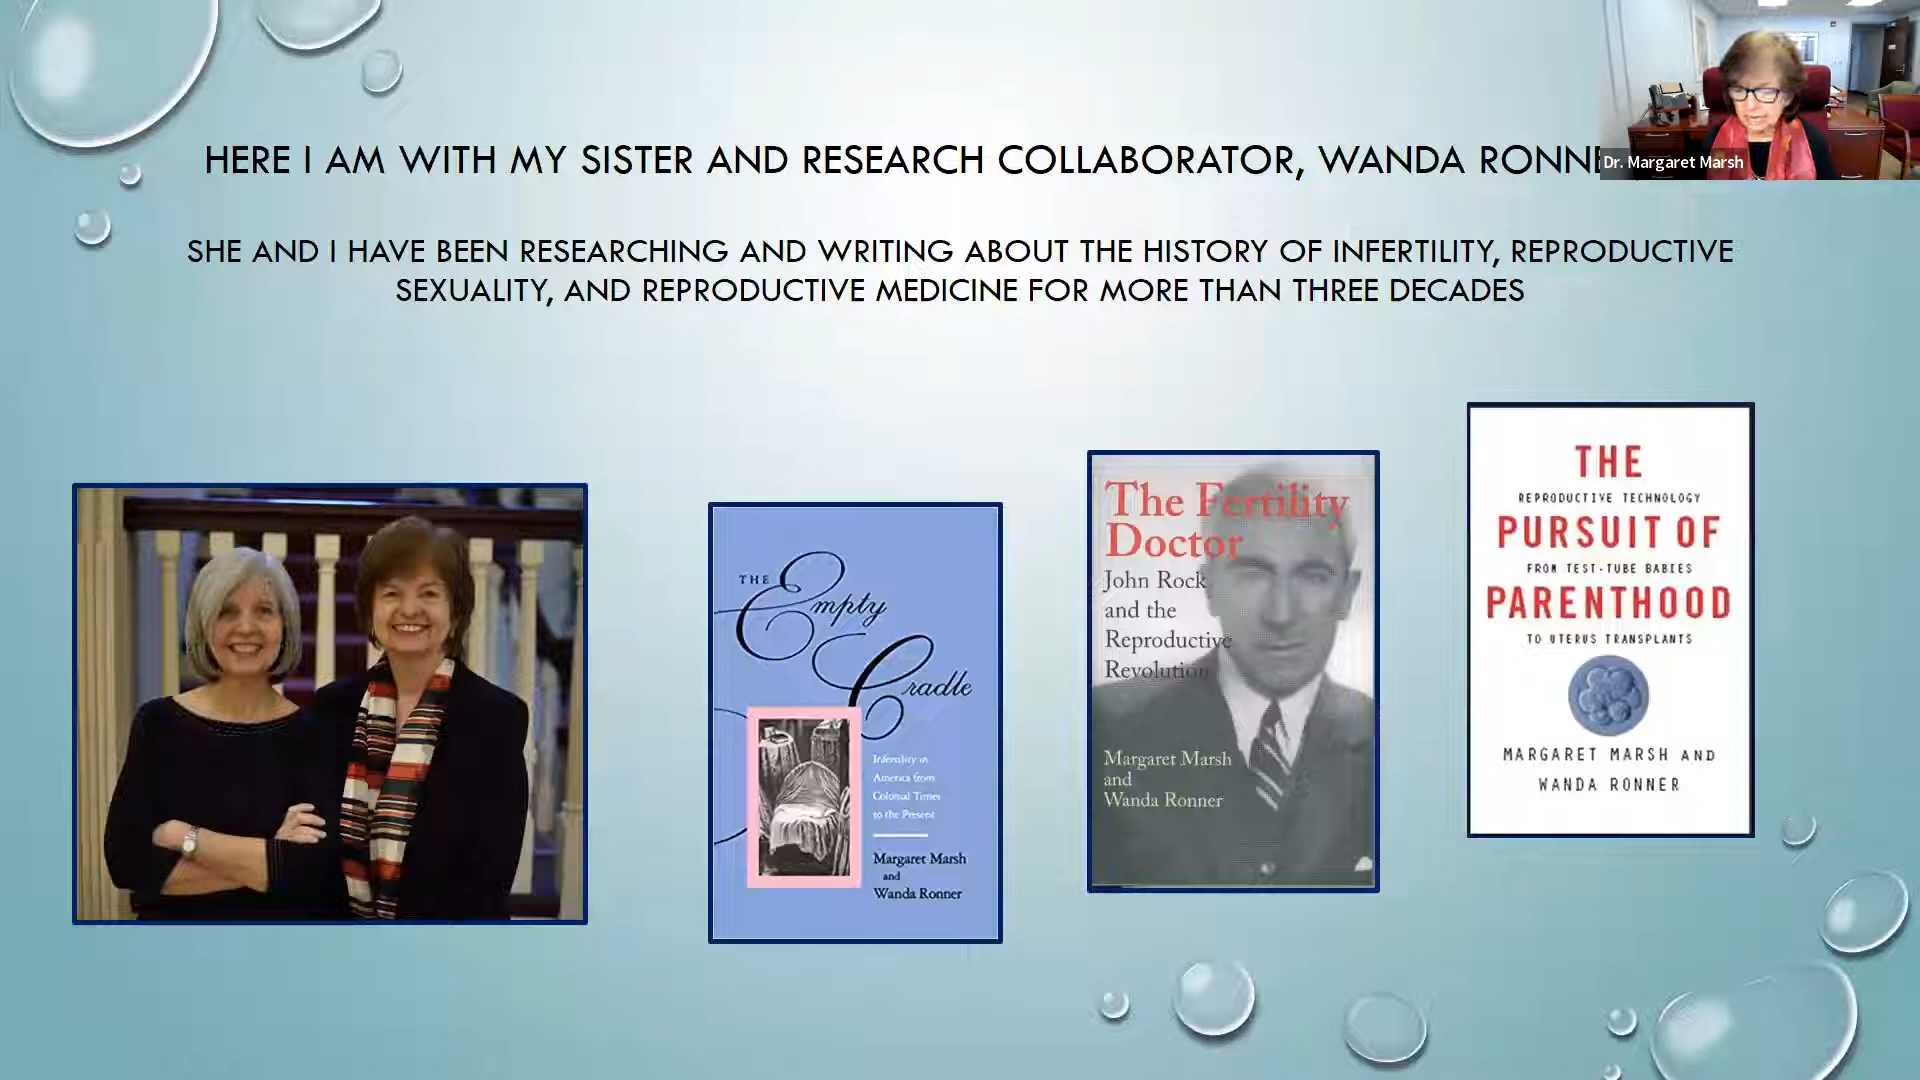 HERE I AM WITH MY SISTER AND RESEARCH COLLABORATOR, WANDA RONNE
Dr. Margaret Marsh
SHE AND I HAVE BEEN RESEARCHING AND WRITING ABOUT THE HISTORY OF INFERTILITY, REPRODUCTIVE
SEXUALITY, AND REPRODUCTIVE MEDICINE FOR MORE THAN THREE DECADES
THE
Empty
Cradle
Infertility in
America from
Colonial Times
to the Present
Margaret Marsh
and
Wanda Ronner
The Fertility
Doctor
John Rock
and the
Reproductive
Revolution
Margaret Marsh
and
Wanda Ronner
THE
REPRODUCTIVE TECHNOLOGY
PURSUIT OF
FROM TEST-TUBE BABIES
PARENTHOOD
TO UTERUS TRANSPLANTS
MARGARET MARSH AND
WANDA RONNER